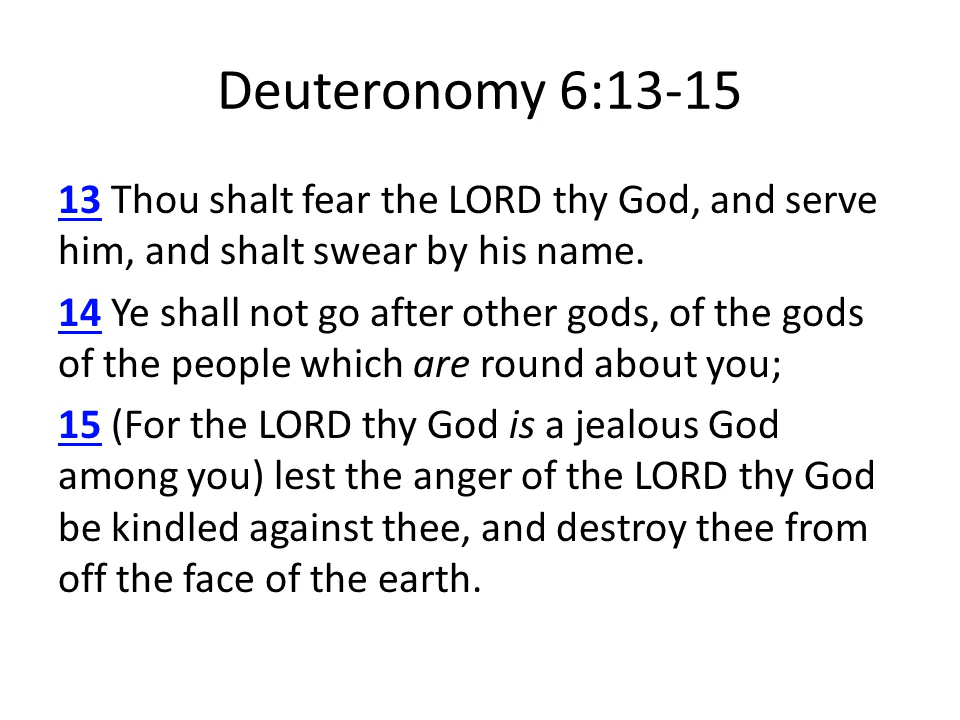 Deuteronomy 6:13-15
13 Thou shalt fear the LORD thy God, and serve
him, and shalt swear by his name.
14 Ye shall not go after other gods, of the gods
of the people which are round about you;
15 (For the LORD thy God is a jealous God
among you) lest the anger of the LORD thy God
be kindled against thee, and destroy thee from
off the face of the earth.